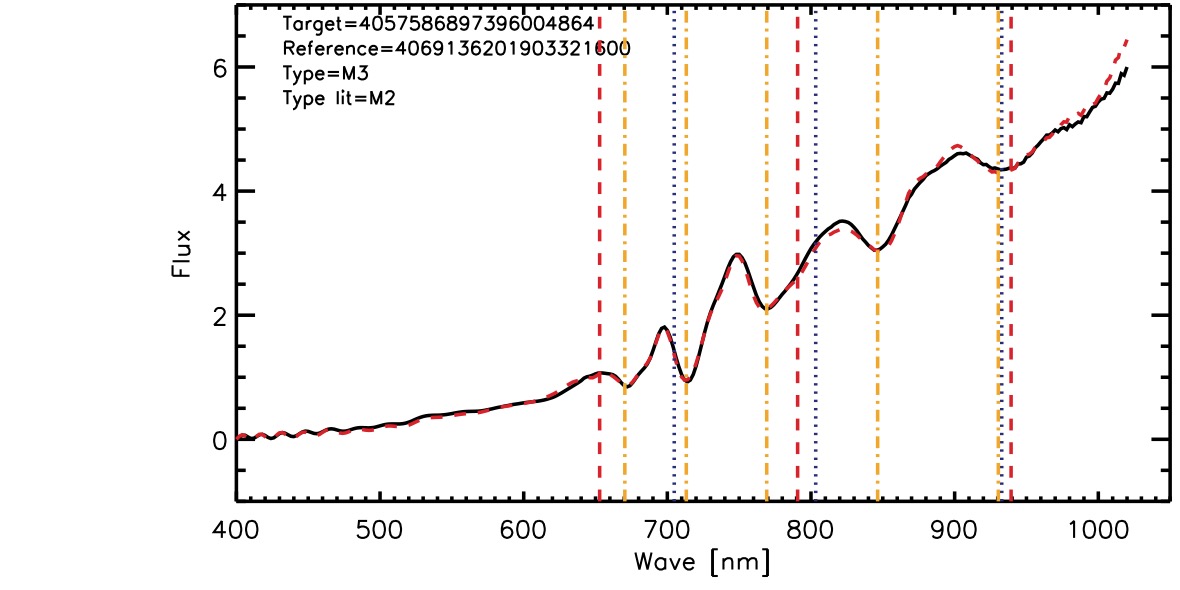 Target=4057586897396004864
Reference=4069136201903321600
Type=M3
Type lit=M2
6
4
2
0
Flux
400 500 600 700 800 900 1000
Wave [nm]